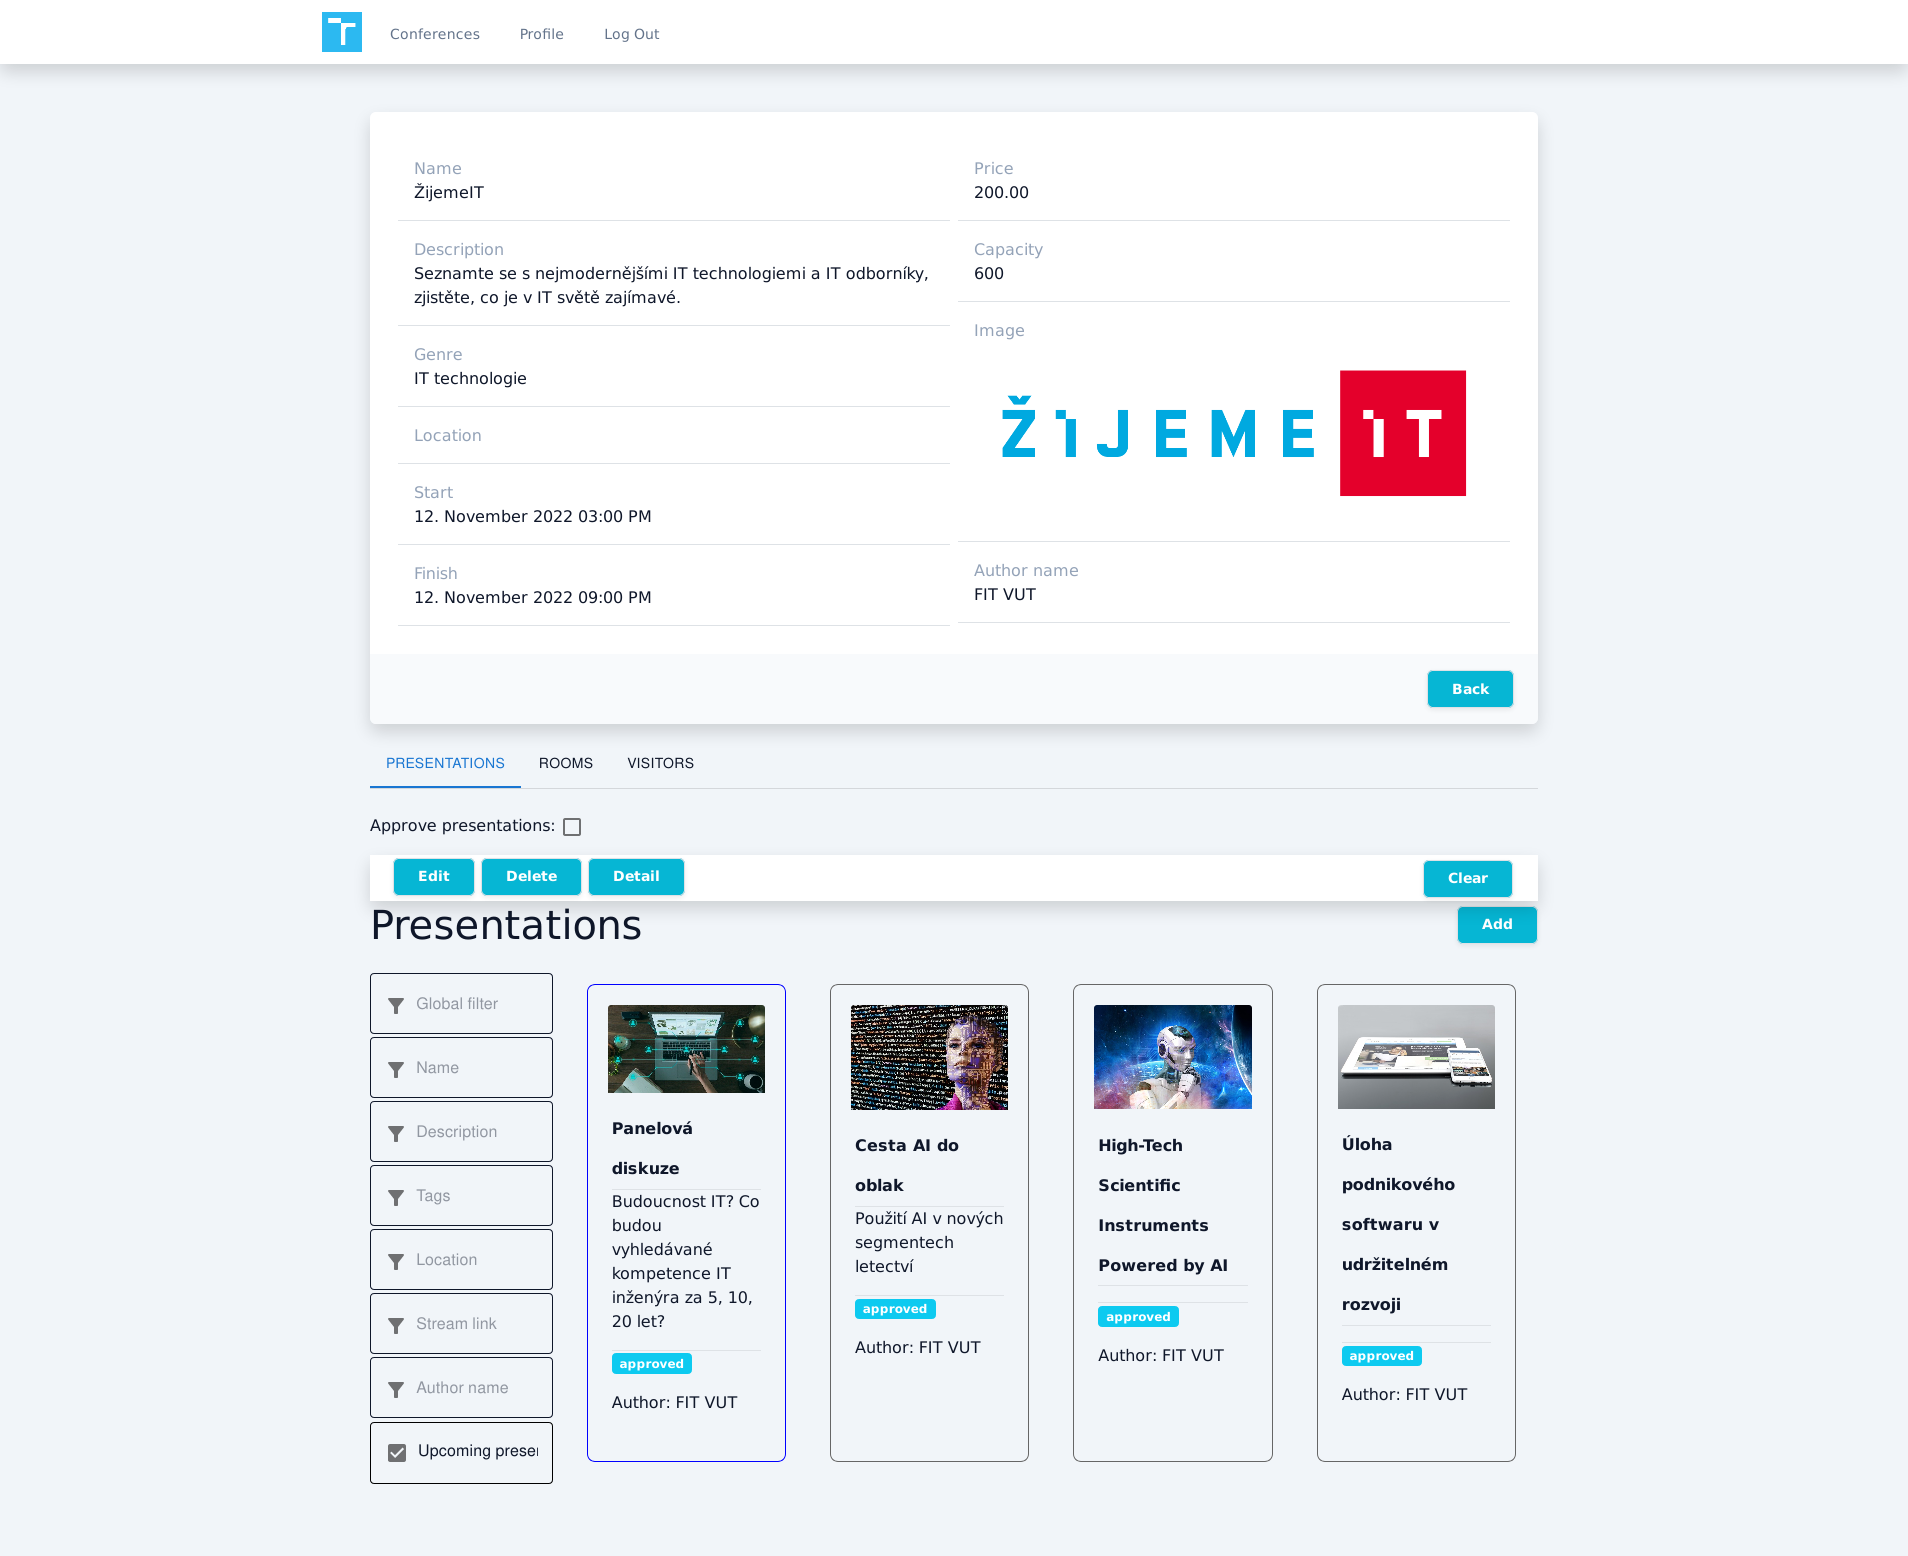 Conferences Profile Log Out
Name
ŽijemeIT
Description
Seznamte se s nejmodernějšími IT technologiemi a IT odborníky,
zjistěte, co je v IT světě zajímavé.
Genre
IT technologie
Location
Start
12. November 2022 03:00 PM
Finish
12. November 2022 09:00 PM
Price
200.00
Capacity
600
Image
ŽIJEME IT
Author name
FIT VUT
Back
PRESENTATIONS ROOMS VISITORS
Approve presentations:
Edit Delete Detail Clear
Presentations
Add
Global filter
Name
Description
Tags
Location
Stream link
Author name
Upcoming presen
Panelová
diskuze
Budoucnost IT? Co
budou
vyhledávané
kompetence IT
inženýra za 5, 10,
20 let?
approved
Author: FIT VUT
Cesta AI do
oblak
Použití AI v nových
segmentech
letectví
approved
Author: FIT VUT
High-Tech
Scientific
Instruments
Powered by AI
approved
Author: FIT VUT
Úloha
podnikového
softwaru v
udržitelném
rozvoji
approved
Author: FIT VUT